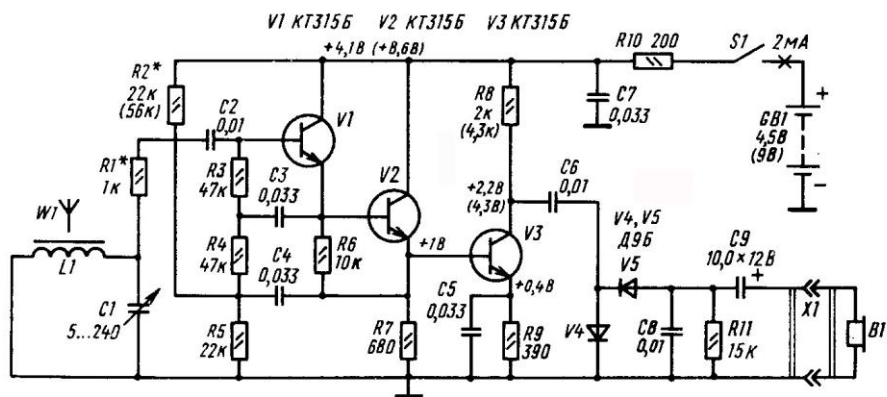 V1 КТ315Б V2 КТ315Б V3 КТ315Б
+4,1В (+8,6В)
R10 200
S1
2мА
R2*
22к
(56к)
C2
0,01
V1
R8
2к
(4,3к)
C7
0,033
+
GB1
4,5В
(9В)
-
R1*
1к
R3
47к
C3
0,033
V2
C6
0,01
+2,2В
(4,3В)
W1
L1
R4
47к
C4
0,033
R6
10к
+1В
V3
V4, V5
Д9Б
V5
C9
10,0×12В
+
C1
5...240
C5
0,033
+0,4В
X1
R5
22к
R7
680
R9
390
V4
C8
0,01
R11
15К
B1